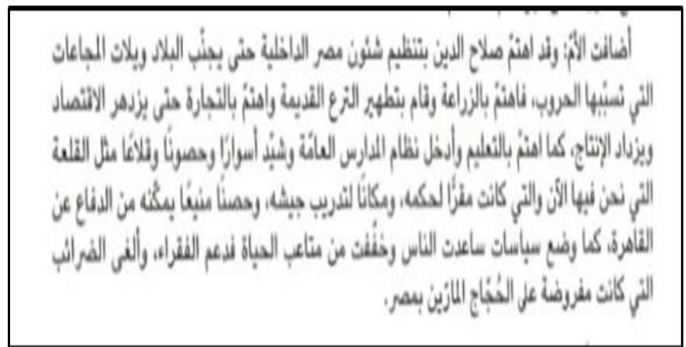 أضافت الأمّ: وقد اهتمّ صلاح الدين بتنظيم شئون مصر الداخلية حتى يجنّب البلاد ويلات المجاعات
التي تسبّبها الحروب، فاهتمّ بالزراعة وقام بتطهير الترع القديمة واهتمّ بالتجارة حتى يزدهر الاقتصاد
ويزداد الإنتاج، كما اهتمّ بالتعليم وأدخل نظام المدارس العامّة وشيّد أسوارًا وحصونًا وقلاعًا مثل القلعة
التي نحن فيها الآن والتي كانت مقرًّا لحكمه، ومكانًا لتدريب جيشه، وحصنًا منيعًا يمكّنه من الدفاع عن
القاهرة، كما وضع سياسات ساعدت الناس وخفّفت من متاعب الحياة فدعم الفقراء، وألغى الضرائب
التي كانت مفروضة على الحُجّاج المارّين بمصر.